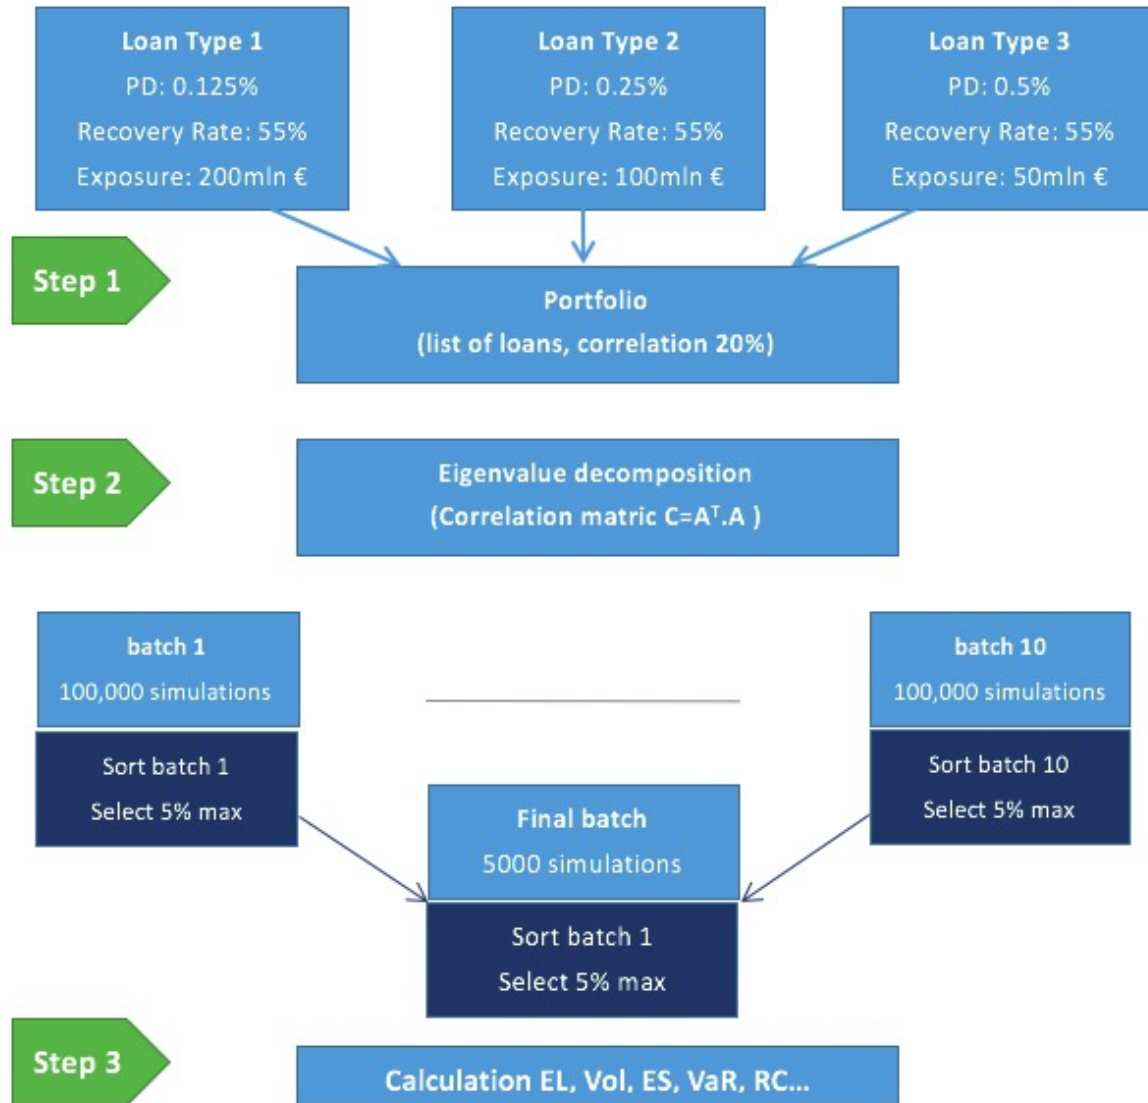 Loan Type 1
PD: 0.125%
Recovery Rate: 55%
Exposure: 200mln €
Loan Type 2
PD: 0.25%
Recovery Rate: 55%
Exposure: 100mln €
Loan Type 3
PD: 0.5%
Recovery Rate: 55%
Exposure: 50mln €
Step 1
Portfolio
(list of loans, correlation 20%)
Step 2
Eigenvalue decomposition
(Correlation matric C=Aᵀ.A )
batch 1
100,000 simulations
Sort batch 1
Select 5% max
batch 10
100,000 simulations
Sort batch 10
Select 5% max
Final batch
5000 simulations
Sort batch 1
Select 5% max
Step 3
Calculation EL, Vol, ES, VaR, RC...